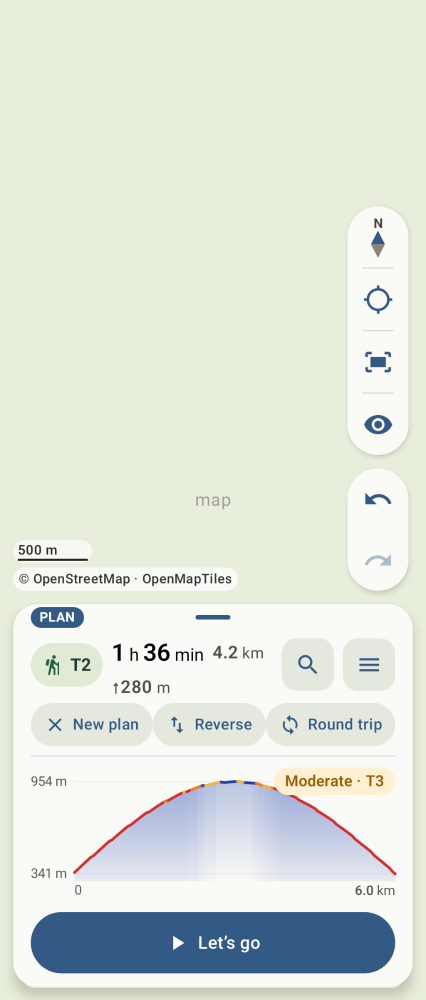 N
map
500 m
© OpenStreetMap · OpenMapTiles
PLAN
T2
1 h 36 min 4.2 km
↑280 m
New plan
Reverse
Round trip
954 m
Moderate · T3
341 m
0
6.0 km
Let’s go